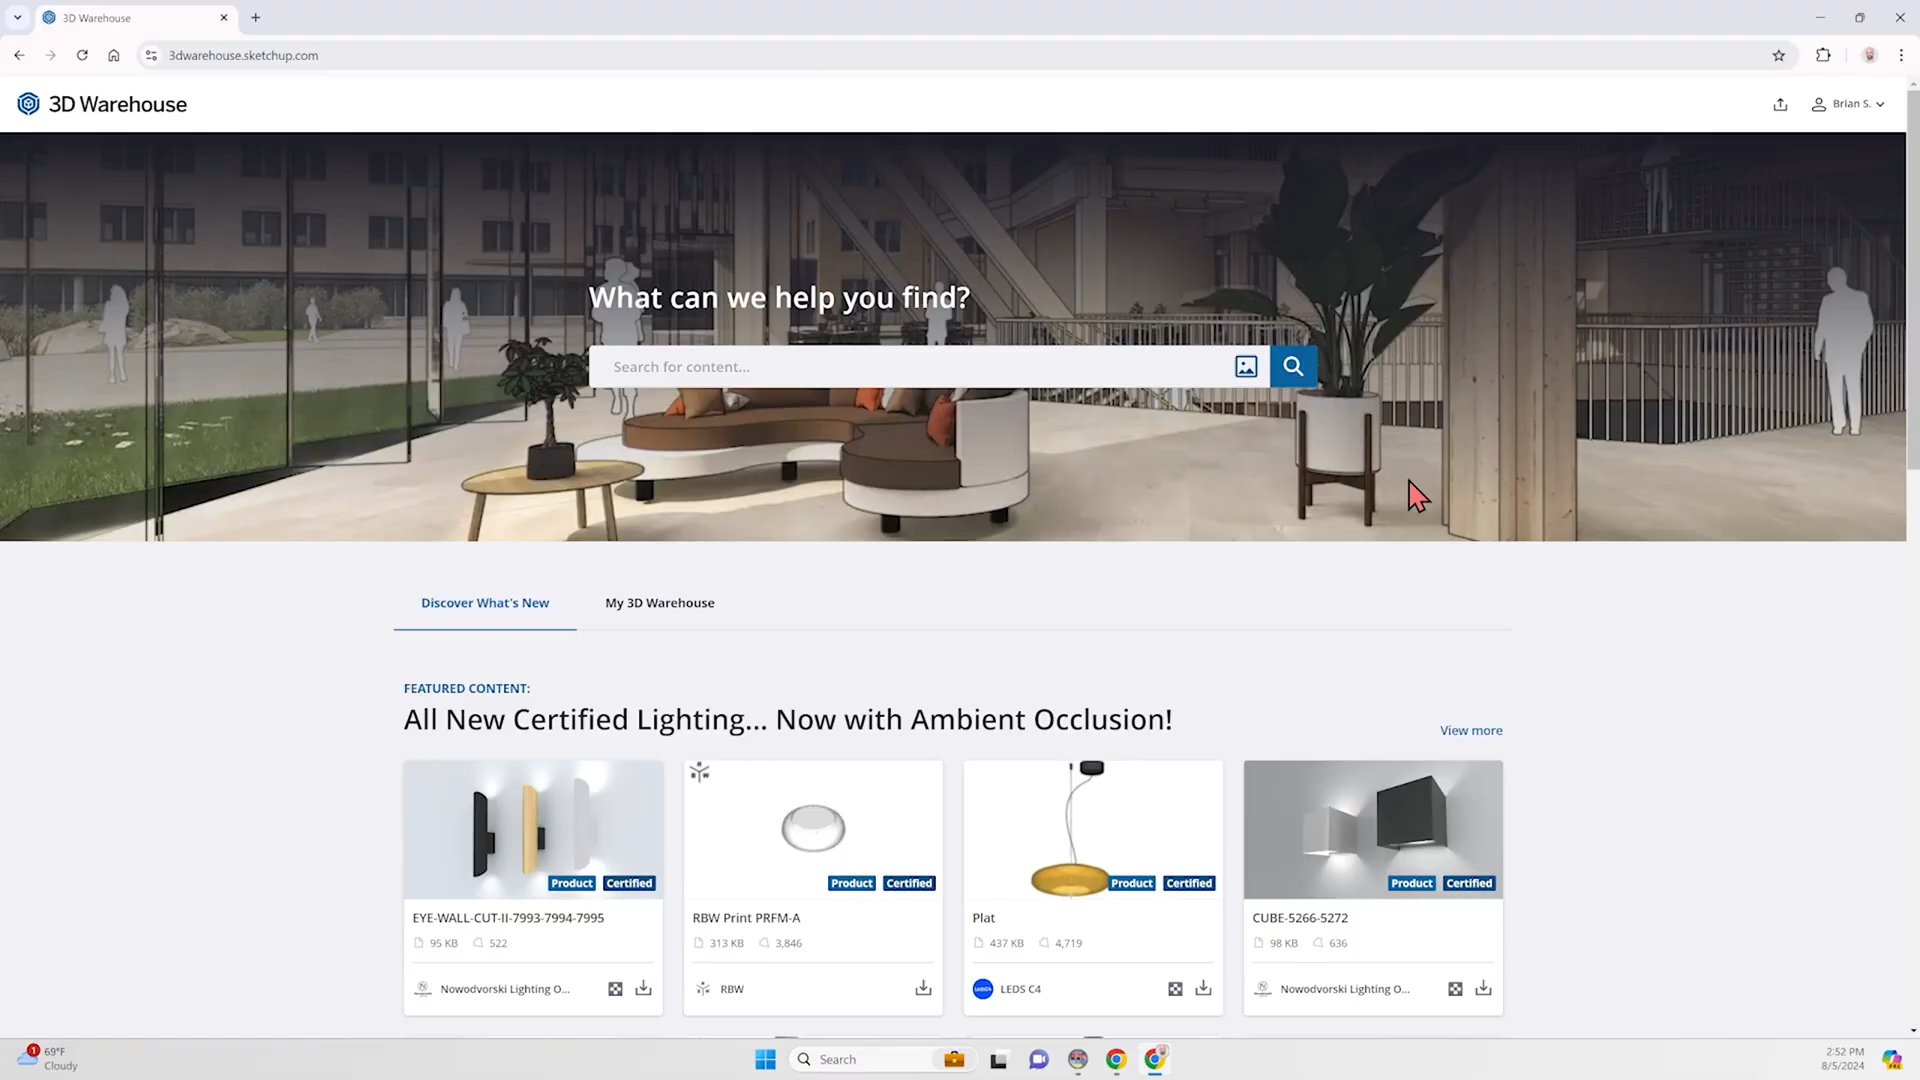 3D Warehouse
3dwarehouse.sketchup.com
3D Warehouse
Brian S.
What can we help you find?
Search for content...
Discover What's New
My 3D Warehouse
FEATURED CONTENT:
All New Certified Lighting... Now with Ambient Occlusion!
View more
Product Certified
EYE-WALL-CUT-II-7993-7994-7995
95 KB 522
Nowodvorski Lighting O...
Product Certified
RBW Print PRFM-A
313 KB 3,846
RBW
Product Certified
Plat
437 KB 4,719
LEDS C4
Product Certified
CUBE-5266-5272
98 KB 636
Nowodvorski Lighting O...
1
69°F
Cloudy
Search
2:52 PM
8/5/2024